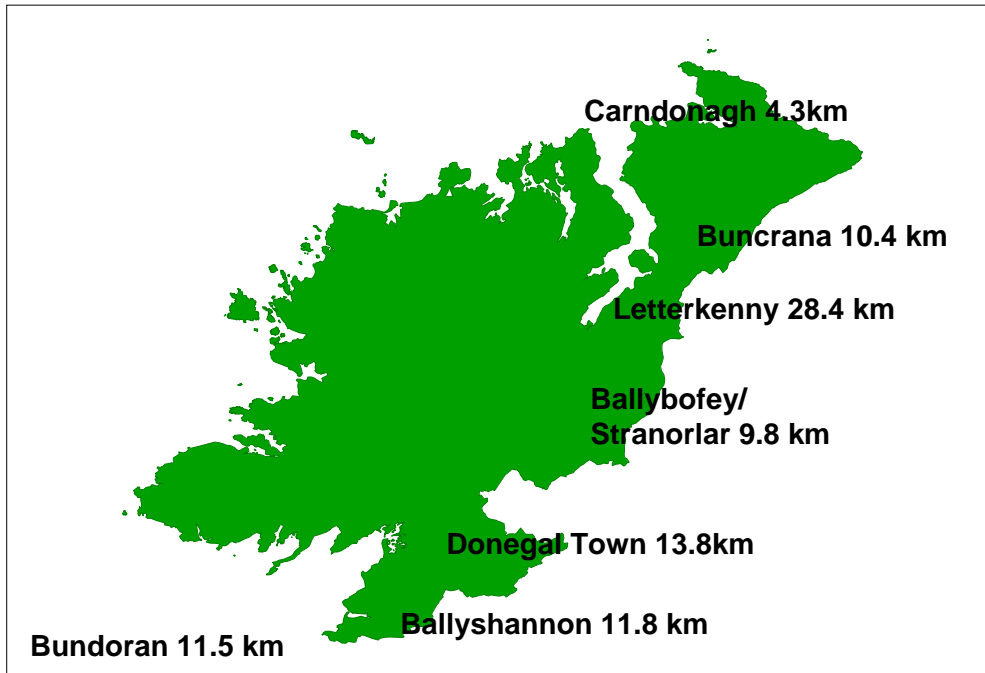 Carndonagh 4.3km
Buncrana 10.4 km
Letterkenny 28.4 km
Ballybofey/
Stranorlar 9.8 km
Donegal Town 13.8km
Ballyshannon 11.8 km
Bundoran 11.5 km